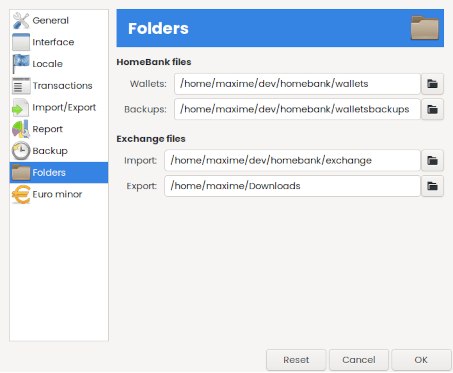 General
Interface
Locale
Transactions
Import/Export
Report
Backup
Folders
Euro minor
Folders
HomeBank files
Wallets: /home/maxime/dev/homebank/wallets
Backups: /home/maxime/dev/homebank/walletsbackups
Exchange files
Import: /home/maxime/dev/homebank/exchange
Export: /home/maxime/Downloads
Reset Cancel OK